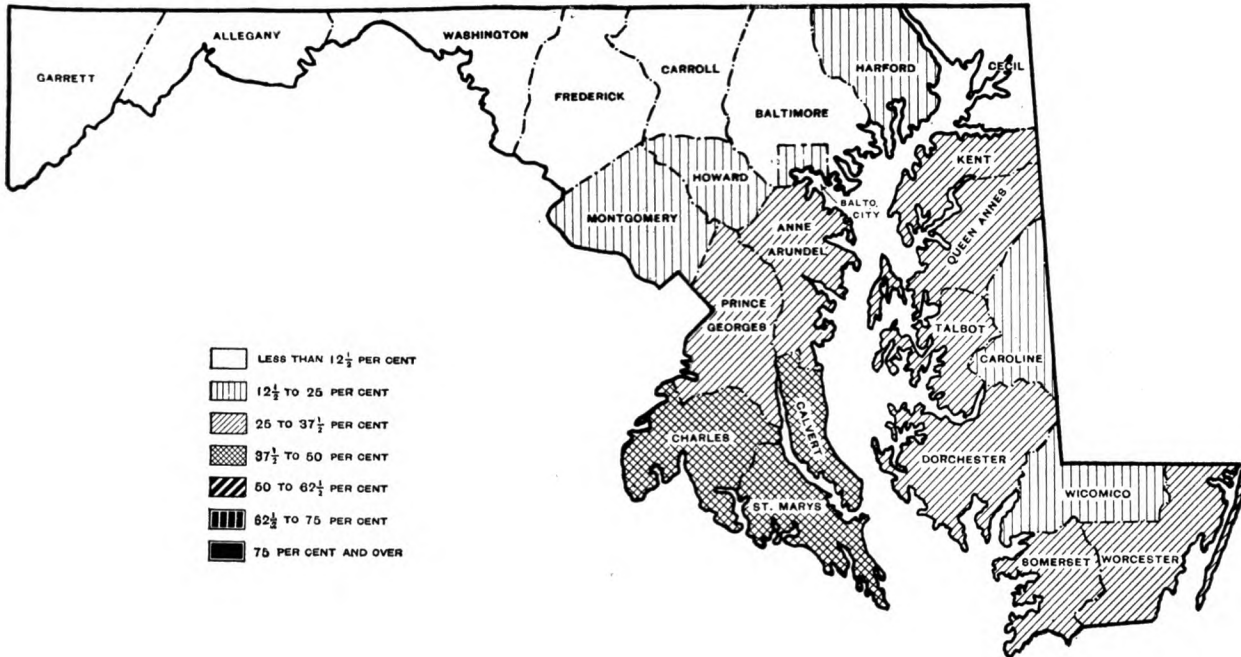 ALLEGANY
WASHINGTON
GARRETT
FREDERICK
CARROLL
BALTIMORE
HARFORD
CECIL
KENT
HOWARD
MONTGOMERY
BALTO.
CITY
QUEEN ANNES
ANNE
ARUNDEL
PRINCE
GEORGES
TALBOT
CAROLINE
CALVERT
CHARLES
DORCHESTER
ST. MARYS
WICOMICO
SOMERSET
WORCESTER
LESS THAN 12½ PER CENT
12½ TO 25 PER CENT
25 TO 37½ PER CENT
37½ TO 50 PER CENT
50 TO 62½ PER CENT
62½ TO 75 PER CENT
75 PER CENT AND OVER